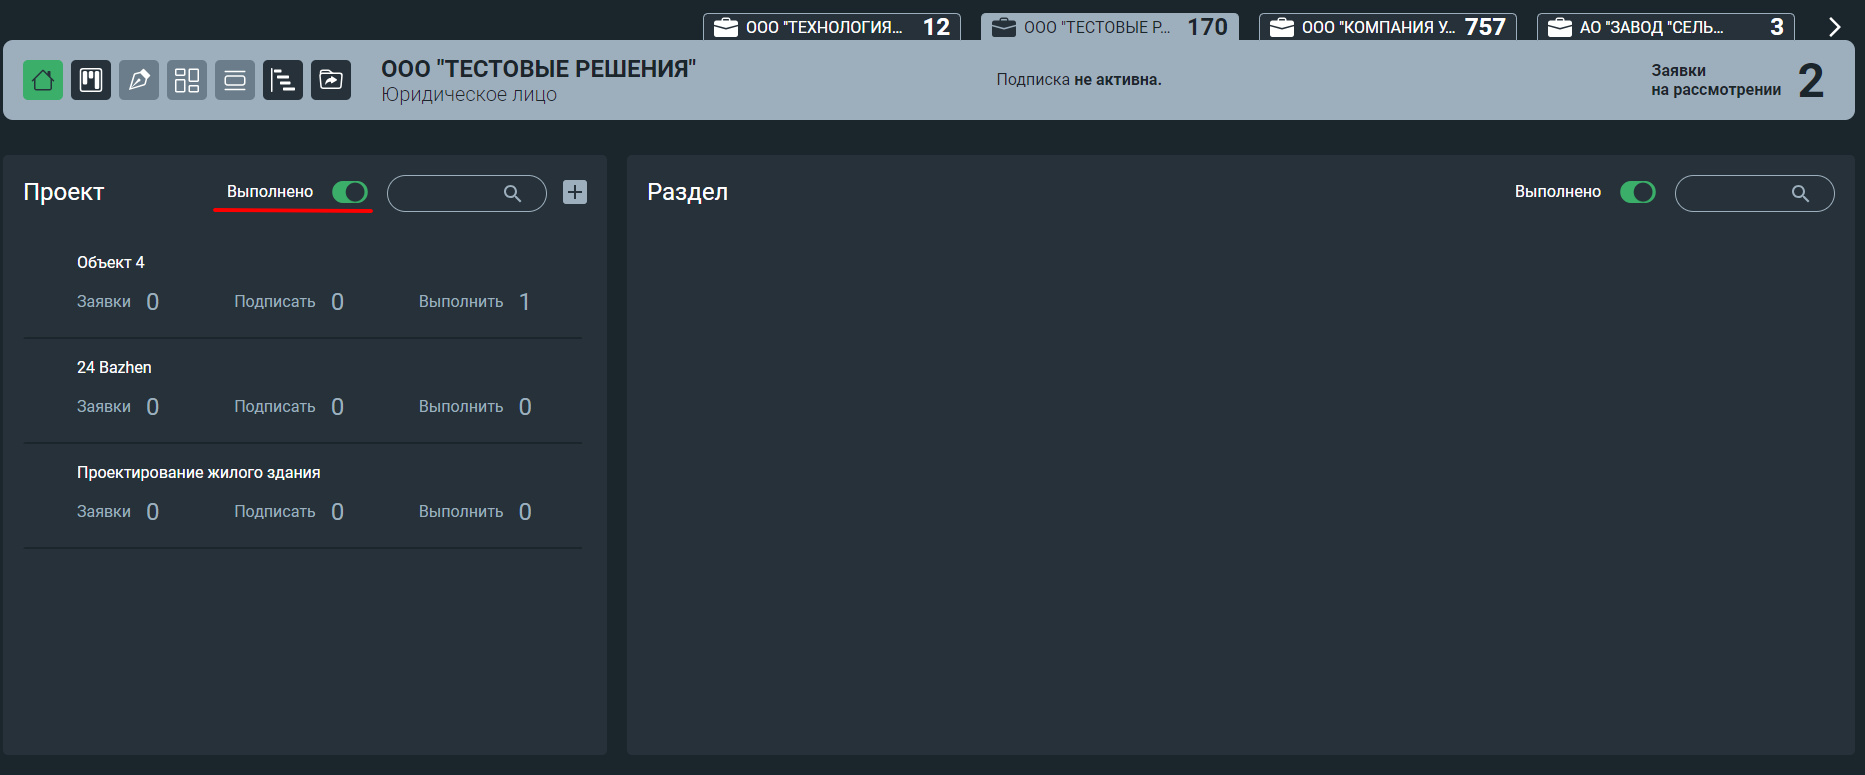 ООО "ТЕХНОЛОГИЯ... 12
ООО "ТЕСТОВЫЕ Р... 170
ООО "КОМПАНИЯ У... 757
АО "ЗАВОД "СЕЛЬ... 3
ООО "ТЕСТОВЫЕ РЕШЕНИЯ"
Юридическое лицо
Подписка не активна.
Заявки
на рассмотрении 2
Проект Выполнено
Объект 4
Заявки 0 Подписать 0 Выполнить 1
24 Bazhen
Заявки 0 Подписать 0 Выполнить 0
Проектирование жилого здания
Заявки 0 Подписать 0 Выполнить 0
Раздел Выполнено